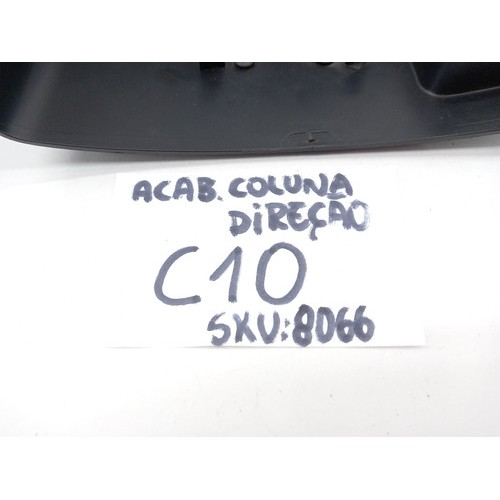 ACAB. COLUNA
DIREÇÃO
C10
SKU:8066